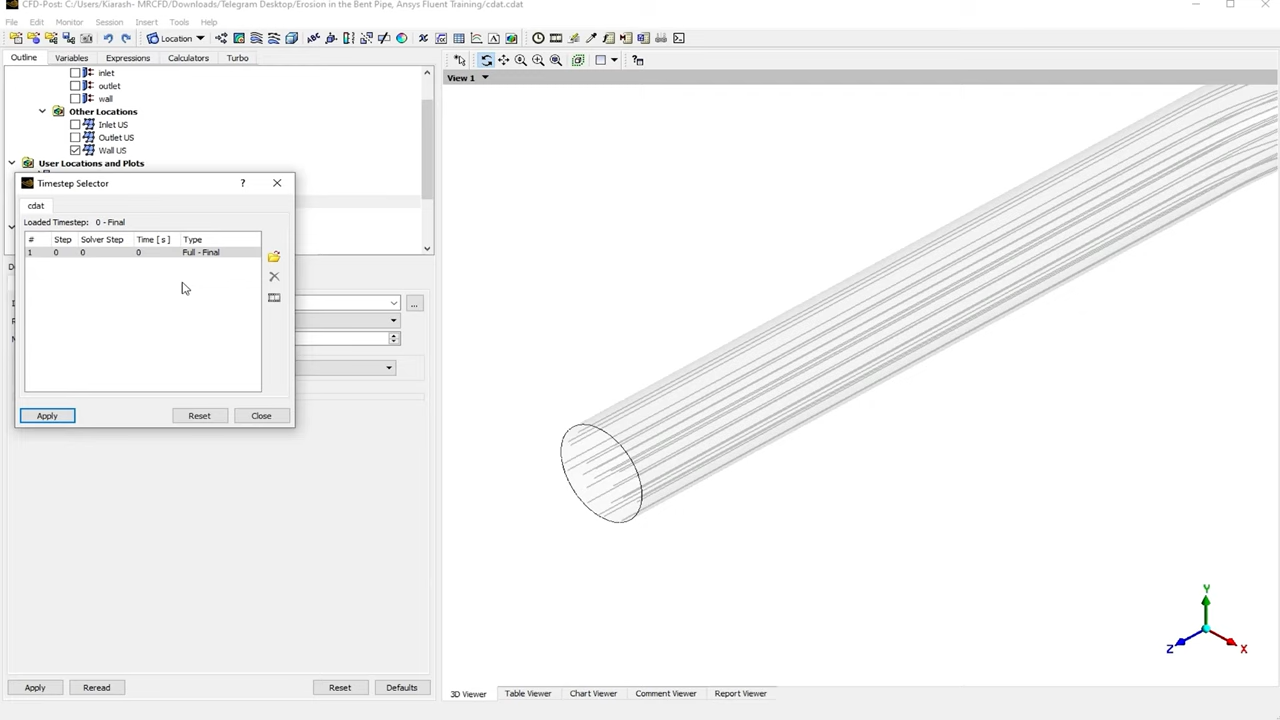 CFD-Post: C:/Users/Kiarash- MRCFD/Downloads/Telegram Desktop/Erosion in the Bent Pipe, Ansys Fluent Training/cdat.cdat
File Edit Monitor Session Insert Tools Help
Location
Outline Variables Expressions Calculators Turbo
View 1
inlet
outlet
wall
Other Locations
Inlet US
Outlet US
Wall US
User Locations and Plots
Timestep Selector
cdat
Loaded Timestep: 0 - Final
# Step Solver Step Time [ s ] Type
1 0 0 0 Full - Final
...
Apply Reset Close
Y
Z X
Apply Reread Reset Defaults
3D Viewer Table Viewer Chart Viewer Comment Viewer Report Viewer